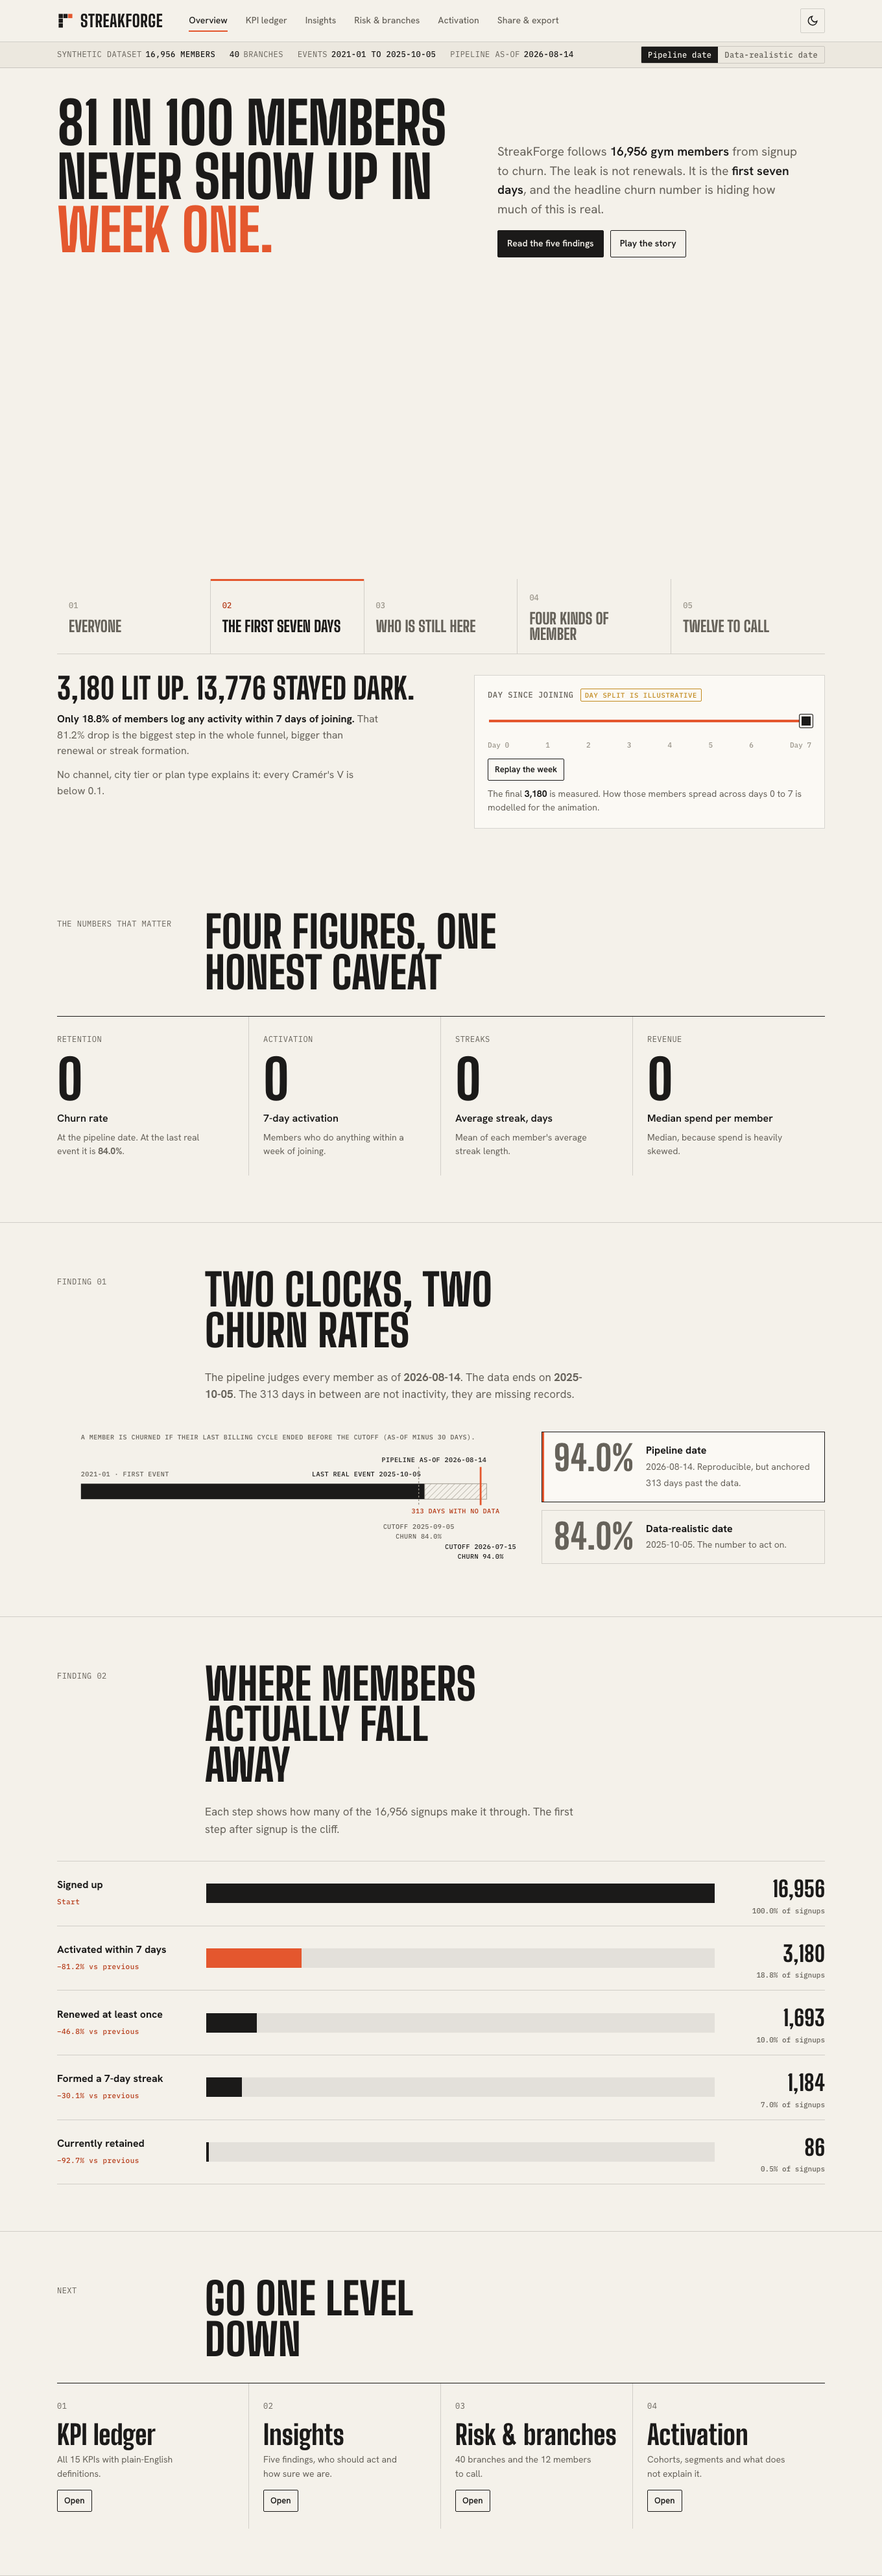 STREAKFORGE
Overview
KPI ledger
Insights
Risk & branches
Activation
Share & export
SYNTHETIC DATASET 16,956 MEMBERS
40 BRANCHES
EVENTS 2021-01 TO 2025-10-05
PIPELINE AS-OF 2026-08-14
Pipeline date
Data-realistic date
81 IN 100 MEMBERS
NEVER SHOW UP IN
WEEK ONE.
StreakForge follows 16,956 gym members from signup
to churn. The leak is not renewals. It is the first seven
days, and the headline churn number is hiding how
much of this is real.
Read the five findings
Play the story
01
EVERYONE
02
THE FIRST SEVEN DAYS
03
WHO IS STILL HERE
04
FOUR KINDS OF
MEMBER
05
TWELVE TO CALL
3,180 LIT UP. 13,776 STAYED DARK.
Only 18.8% of members log any activity within 7 days of joining. That
81.2% drop is the biggest step in the whole funnel, bigger than
renewal or streak formation.
No channel, city tier or plan type explains it: every Cramér's V is
below 0.1.
DAY SINCE JOINING
DAY SPLIT IS ILLUSTRATIVE
Day 0 1 2 3 4 5 6 Day 7
Replay the week
The final 3,180 is measured. How those members spread across days 0 to 7 is
modelled for the animation.
THE NUMBERS THAT MATTER
FOUR FIGURES, ONE
HONEST CAVEAT
RETENTION
0
Churn rate
At the pipeline date. At the last real
event it is 84.0%.
ACTIVATION
0
7-day activation
Members who do anything within a
week of joining.
STREAKS
0
Average streak, days
Mean of each member's average
streak length.
REVENUE
0
Median spend per member
Median, because spend is heavily
skewed.
FINDING 01
TWO CLOCKS, TWO
CHURN RATES
The pipeline judges every member as of 2026-08-14. The data ends on 2025-
10-05. The 313 days in between are not inactivity, they are missing records.
A MEMBER IS CHURNED IF THEIR LAST BILLING CYCLE ENDED BEFORE THE CUTOFF (AS-OF MINUS 30 DAYS).
PIPELINE AS-OF 2026-08-14
2021-01 · FIRST EVENT
LAST REAL EVENT 2025-10-05
313 DAYS WITH NO DATA
CUTOFF 2025-09-05
CHURN 84.0%
CUTOFF 2026-07-15
CHURN 94.0%
94.0%
Pipeline date
2026-08-14. Reproducible, but anchored
313 days past the data.
84.0%
Data-realistic date
2025-10-05. The number to act on.
FINDING 02
WHERE MEMBERS
ACTUALLY FALL
AWAY
Each step shows how many of the 16,956 signups make it through. The first
step after signup is the cliff.
Signed up
Start
16,956
100.0% of signups
Activated within 7 days
−81.2% vs previous
3,180
18.8% of signups
Renewed at least once
−46.8% vs previous
1,693
10.0% of signups
Formed a 7-day streak
−30.1% vs previous
1,184
7.0% of signups
Currently retained
−92.7% vs previous
86
0.5% of signups
NEXT
GO ONE LEVEL
DOWN
01
KPI ledger
All 15 KPIs with plain-English
definitions.
Open
02
Insights
Five findings, who should act and
how sure we are.
Open
03
Risk & branches
40 branches and the 12 members
to call.
Open
04
Activation
Cohorts, segments and what does
not explain it.
Open